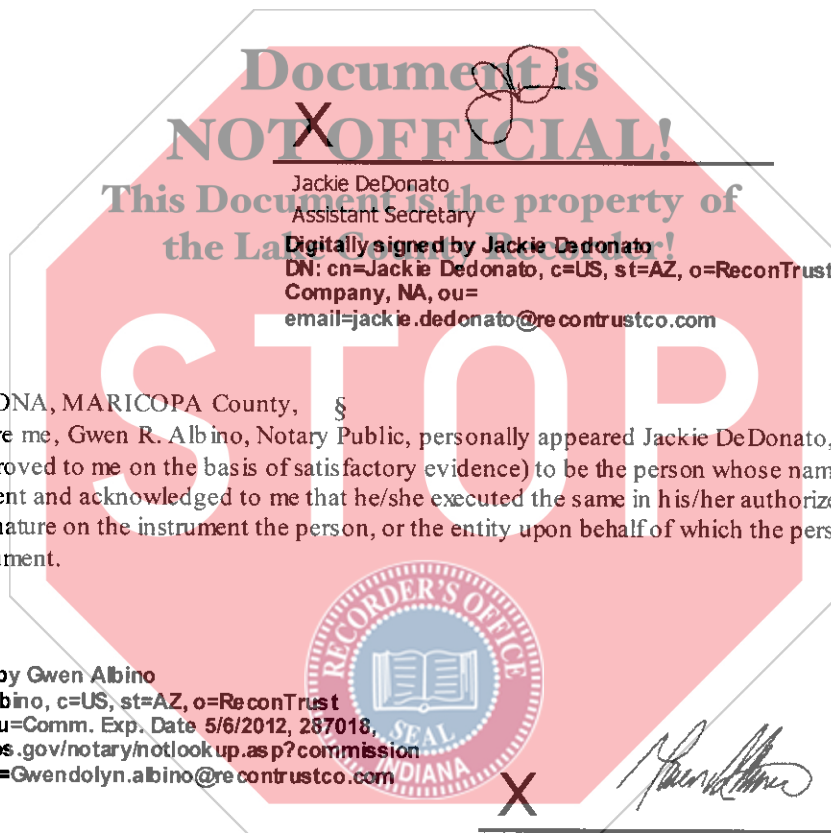 Document is
NOT OFFICIAL!
This Document is the property of
the Lake County Recorder!
X
Jackie DeDonato
Assistant Secretary
Digitally signed by Jackie Dedonato
DN: cn=Jackie Dedonato, c=US, st=AZ, o=ReconTrust
Company, NA, ou=
email=jackie.dedonato@recontrustco.com
STOP
ONA, MARICOPA County, §
re me, Gwen R. Albino, Notary Public, personally appeared Jackie DeDonato,
roved to me on the basis of satisfactory evidence) to be the person whose nam
ent and acknowledged to me that he/she executed the same in his/her authorize
nature on the instrument the person, or the entity upon behalf of which the pers
ument.
RECORDER'S OFFICE
SEAL
INDIANA
by Gwen Albino
bino, c=US, st=AZ, o=ReconTrust
u=Comm. Exp. Date 5/6/2012, 287018,
os.gov/notary/notlookup.asp?commission
=Gwendolyn.albino@recontrustco.com
X